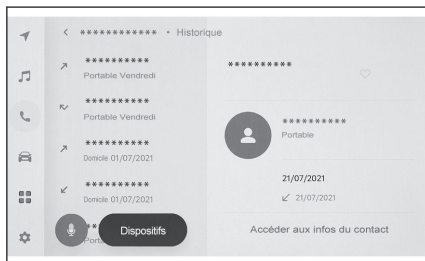 ************ • Historique
**********
Portable Vendredi
**********
Portable Vendredi
**********
Domicile 01/07/2021
**********
Domicile 01/07/2021
**
Dispositifs
**********
**********
Portable
21/07/2021
21/07/2021
Accéder aux infos du contact